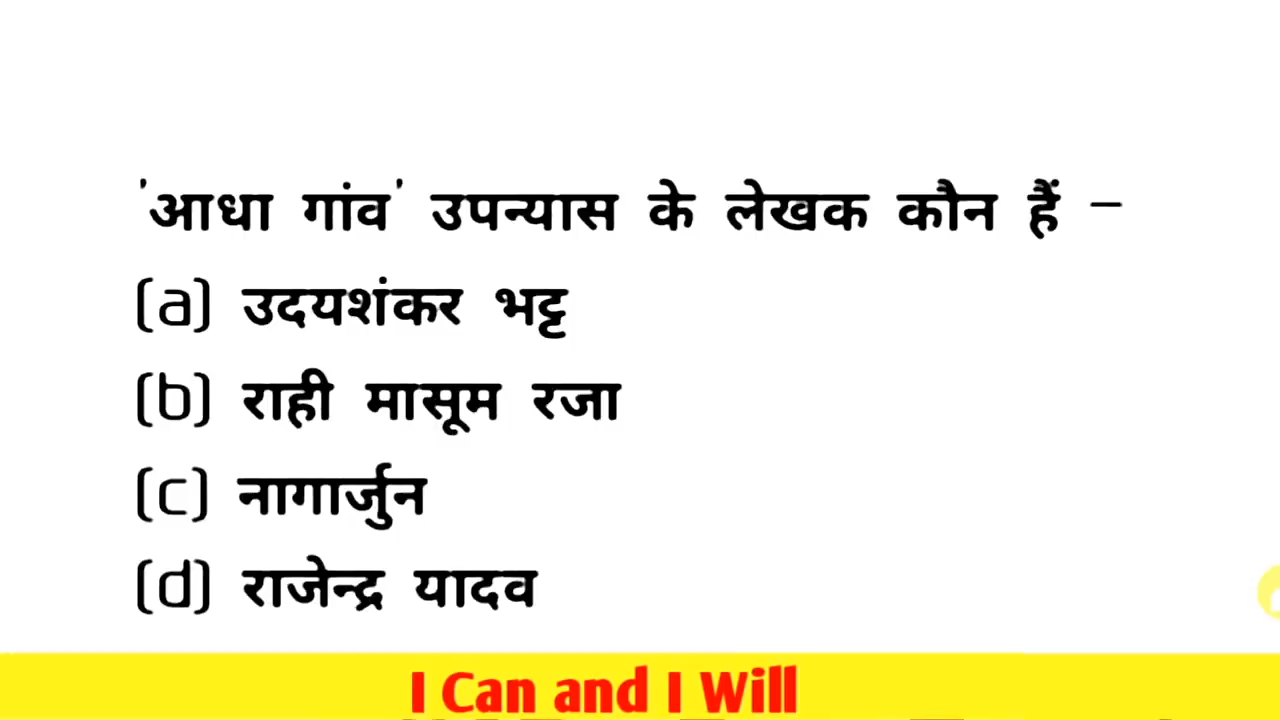 'आधा गांव' उपन्यास के लेखक कौन हैं –
(a) उदयशंकर भट्ट
(b) राही मासूम रजा
(c) नागार्जुन
(d) राजेन्द्र यादव
I Can and I Will